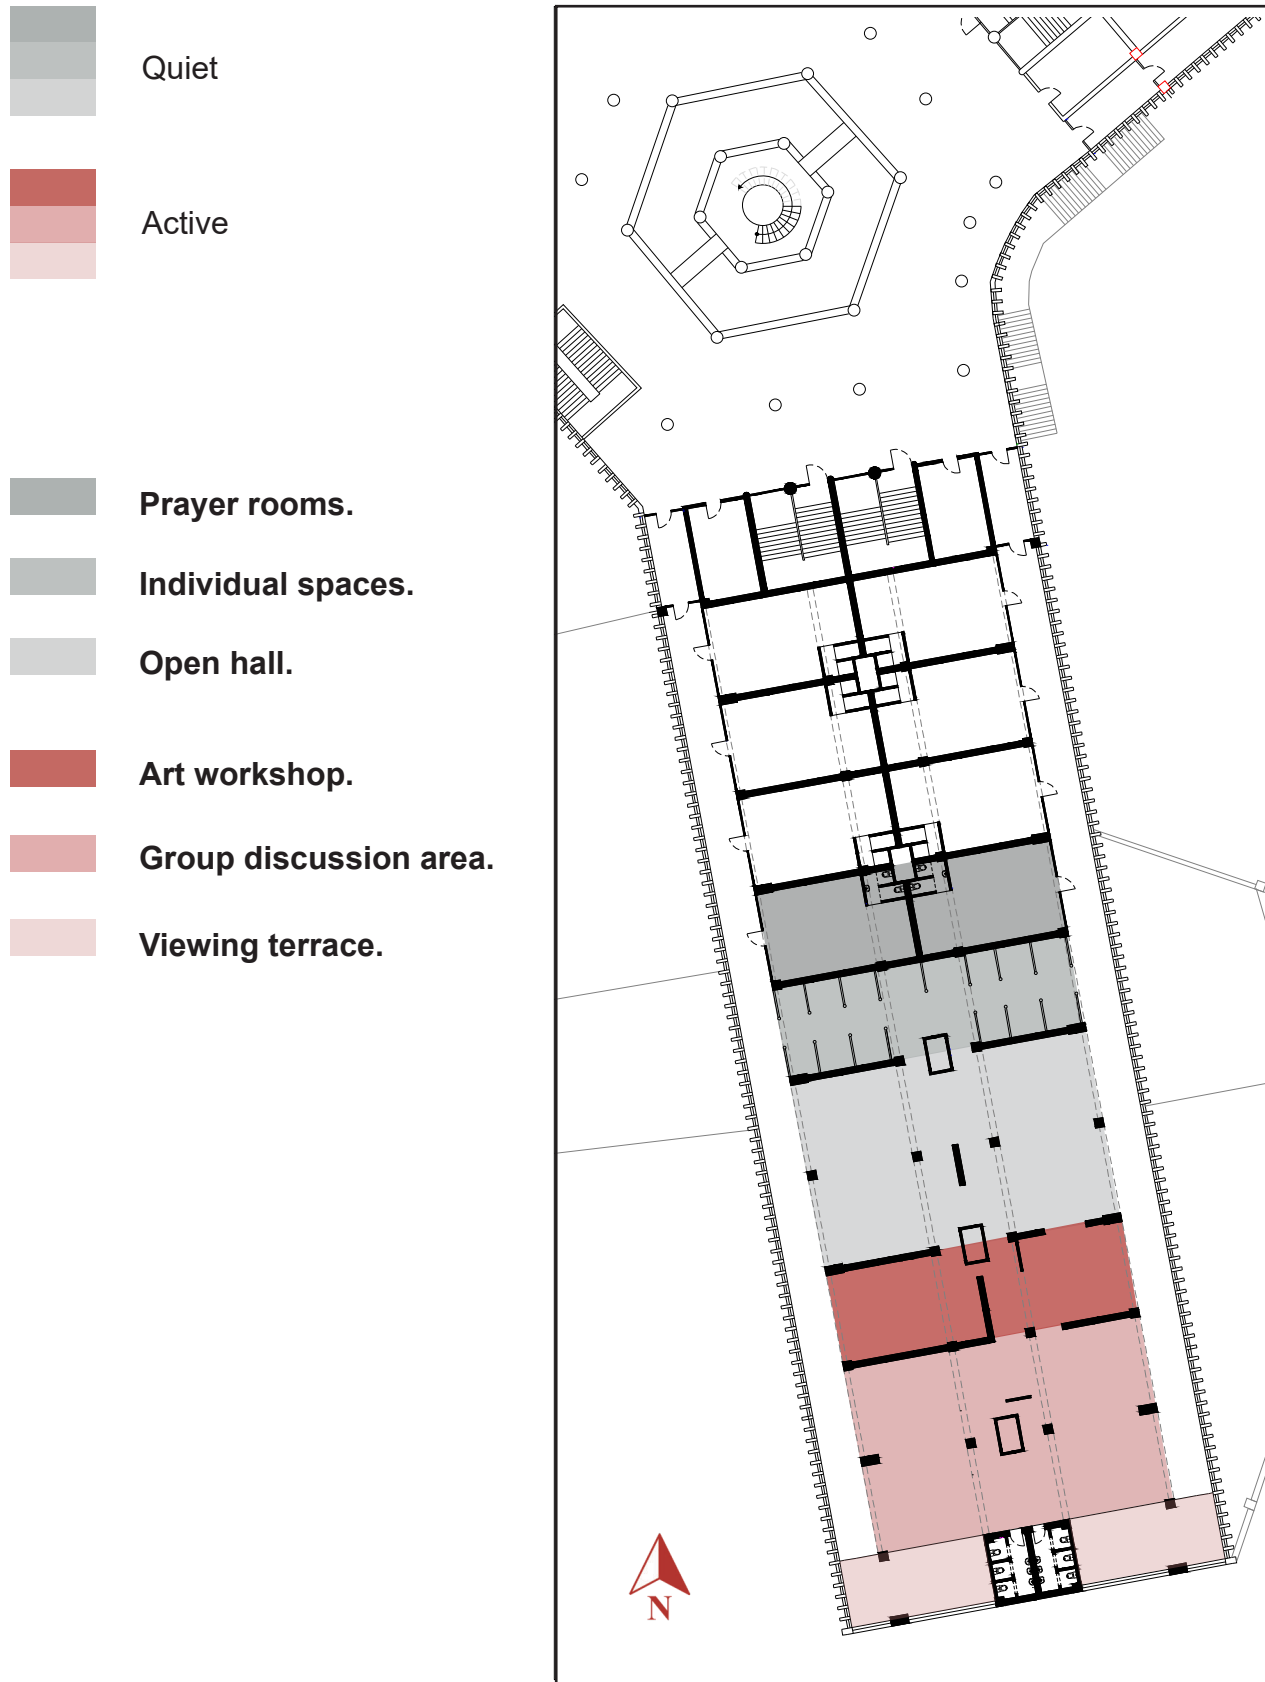 Quiet
Active
Prayer rooms.
Individual spaces.
Open hall.
Art workshop.
Group discussion area.
Viewing terrace.
N